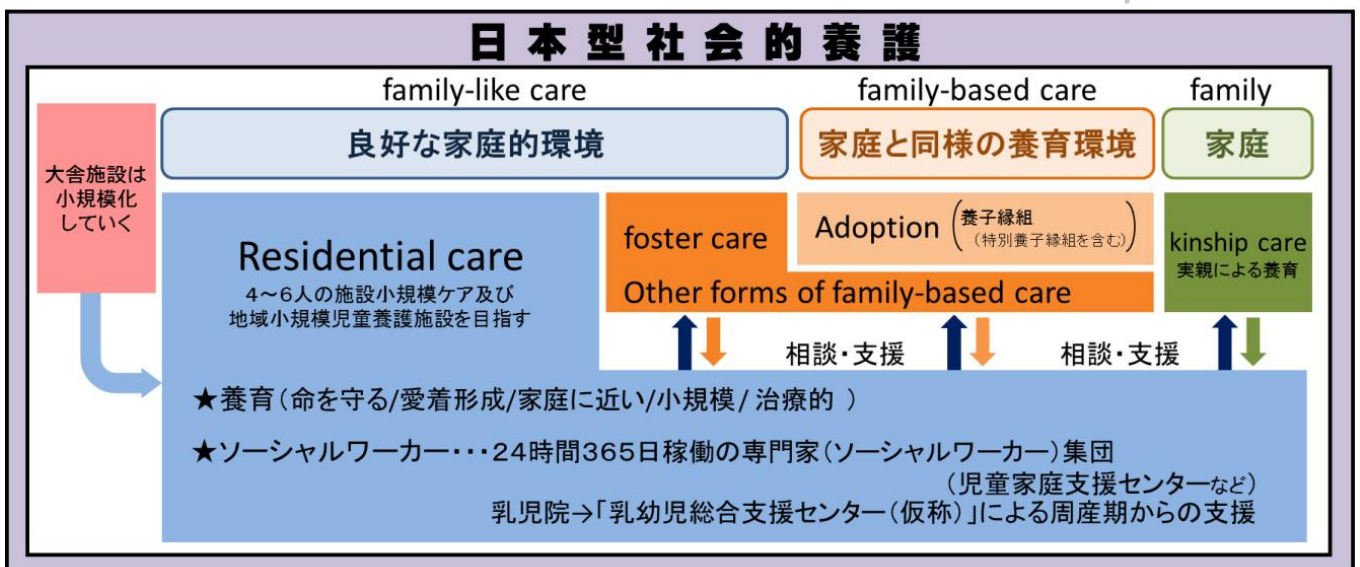 日本型社会的養護
family-like care
family-based care
family
良好な家庭的環境
家庭と同様の養育環境
家庭
大舎施設は
小規模化
していく
Residential care
4～6人の施設小規模ケア及び
地域小規模児童養護施設を目指す
foster care
Adoption (養子縁組
(特別養子縁組を含む))
Other forms of family-based care
kinship care
実親による養育
相談・支援
相談・支援
★養育(命を守る/愛着形成/家庭に近い/小規模/治療的 )
★ソーシャルワーカー・・・24時間365日稼働の専門家(ソーシャルワーカー)集団
(児童家庭支援センターなど)
乳児院→「乳幼児総合支援センター(仮称)」による周産期からの支援